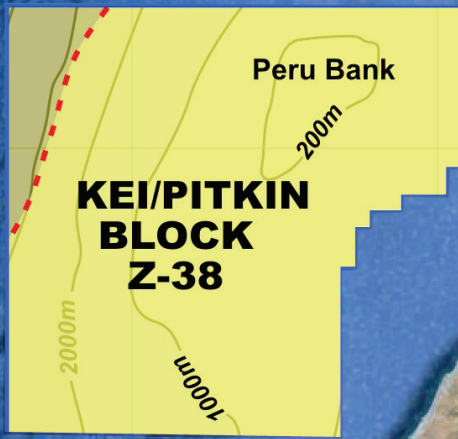 Peru Bank
200m
KEI/PITKIN
BLOCK
Z-38
2000m
1000m